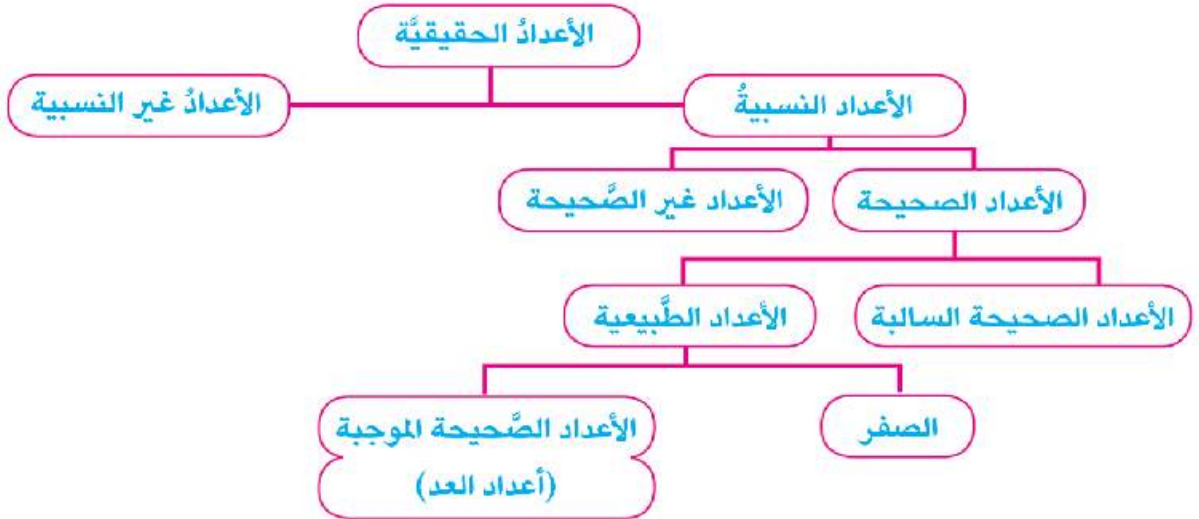 الأعدادُ الحقيقيَّة
الأعداد النسبيةُ
الأعدادُ غير النسبية
الأعداد الصحيحة
الأعداد غير الصَّحيحة
الأعداد الصحيحة السالبة
الأعداد الطَّبيعية
الصفر
الأعداد الصَّحيحة الموجبة
(أعداد العد)